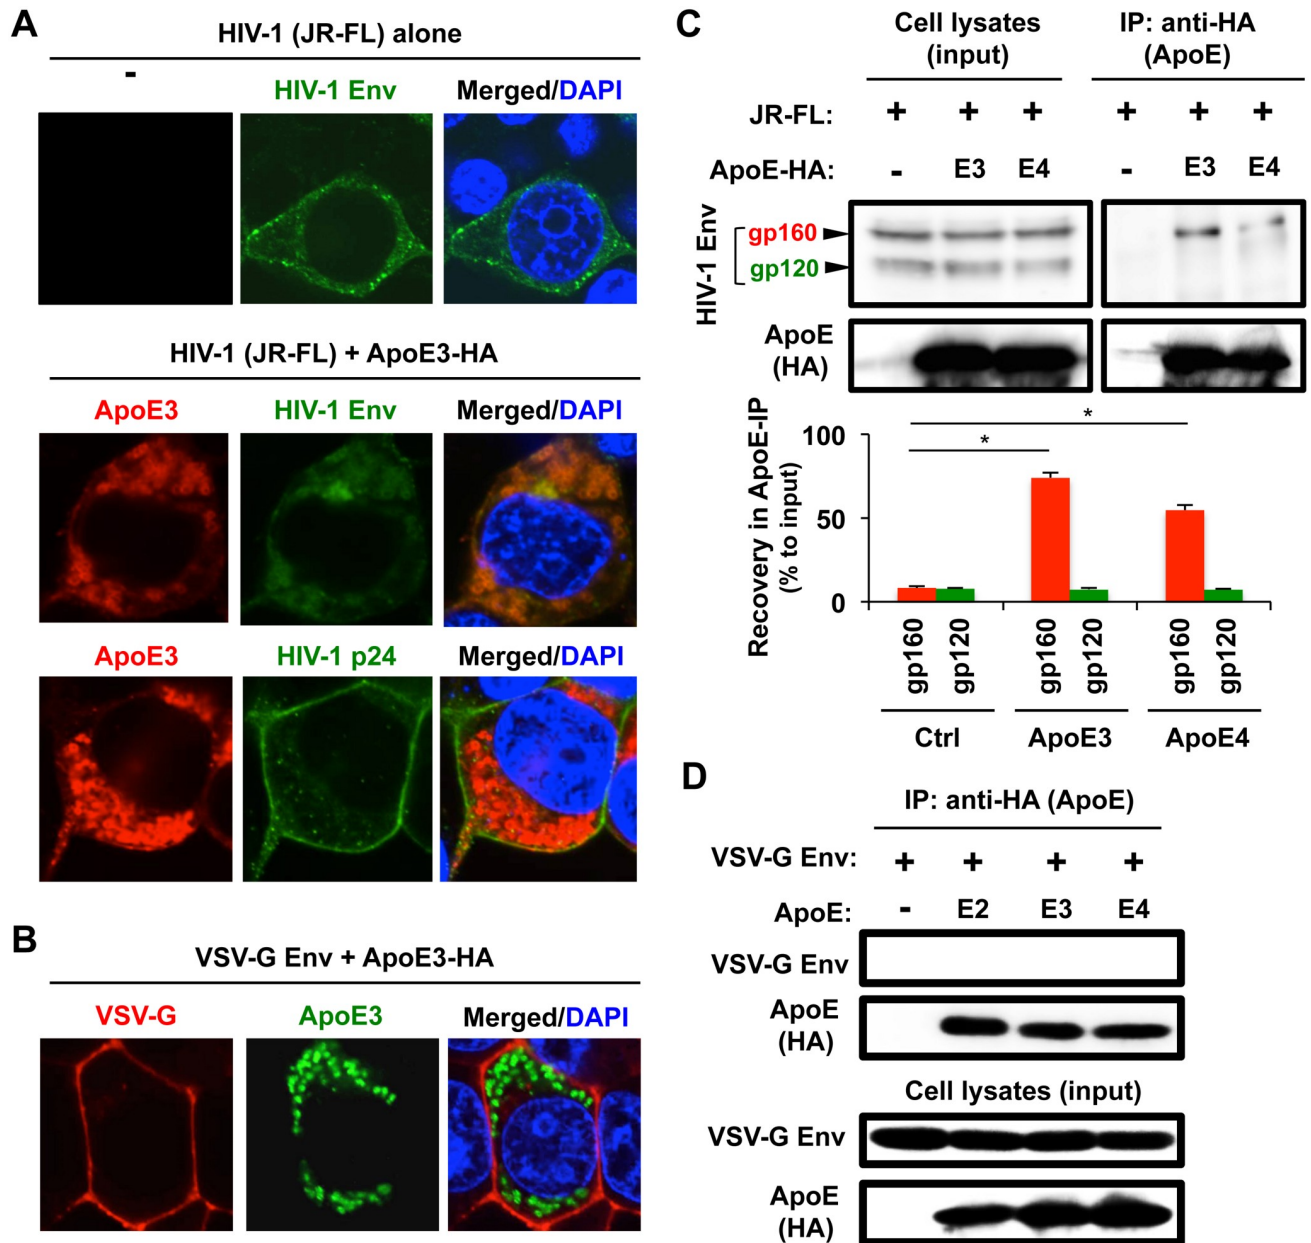 A
HIV-1 (JR-FL) alone
-
HIV-1 Env
Merged/DAPI
HIV-1 (JR-FL) + ApoE3-HA
ApoE3
HIV-1 Env
Merged/DAPI
ApoE3
HIV-1 p24
Merged/DAPI
B
VSV-G Env + ApoE3-HA
VSV-G
ApoE3
Merged/DAPI
C
Cell lysates
(input)
IP: anti-HA
(ApoE)
JR-FL: + + + + + +
ApoE-HA: - E3 E4 - E3 E4
HIV-1 Env
gp160
gp120
ApoE
(HA)
Recovery in ApoE-IP
(% to input)
100
50
0
* *
gp160 gp120 gp160 gp120 gp160 gp120
Ctrl ApoE3 ApoE4
D
IP: anti-HA (ApoE)
VSV-G Env: + + + +
ApoE: - E2 E3 E4
VSV-G Env
ApoE
(HA)
Cell lysates (input)
VSV-G Env
ApoE
(HA)